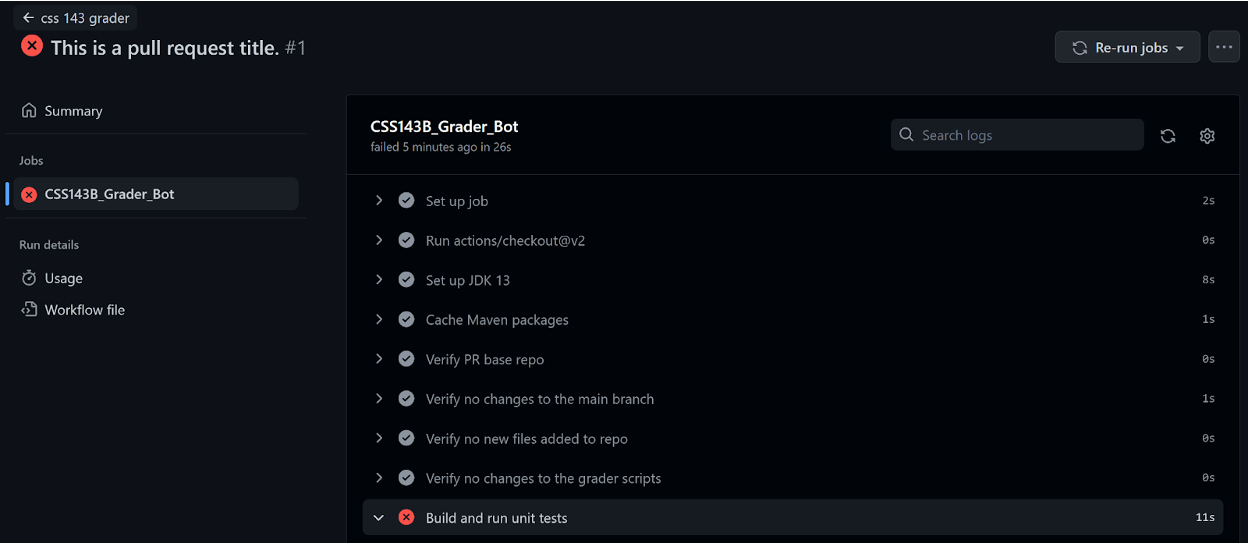 css 143 grader
This is a pull request title. #1
Re-run jobs
Summary
Jobs
CSS143B_Grader_Bot
Run details
Usage
Workflow file
CSS143B_Grader_Bot
failed 5 minutes ago in 26s
Search logs
Set up job 2s
Run actions/checkout@v2 0s
Set up JDK 13 8s
Cache Maven packages 1s
Verify PR base repo 0s
Verify no changes to the main branch 1s
Verify no new files added to repo 0s
Verify no changes to the grader scripts 0s
Build and run unit tests 11s